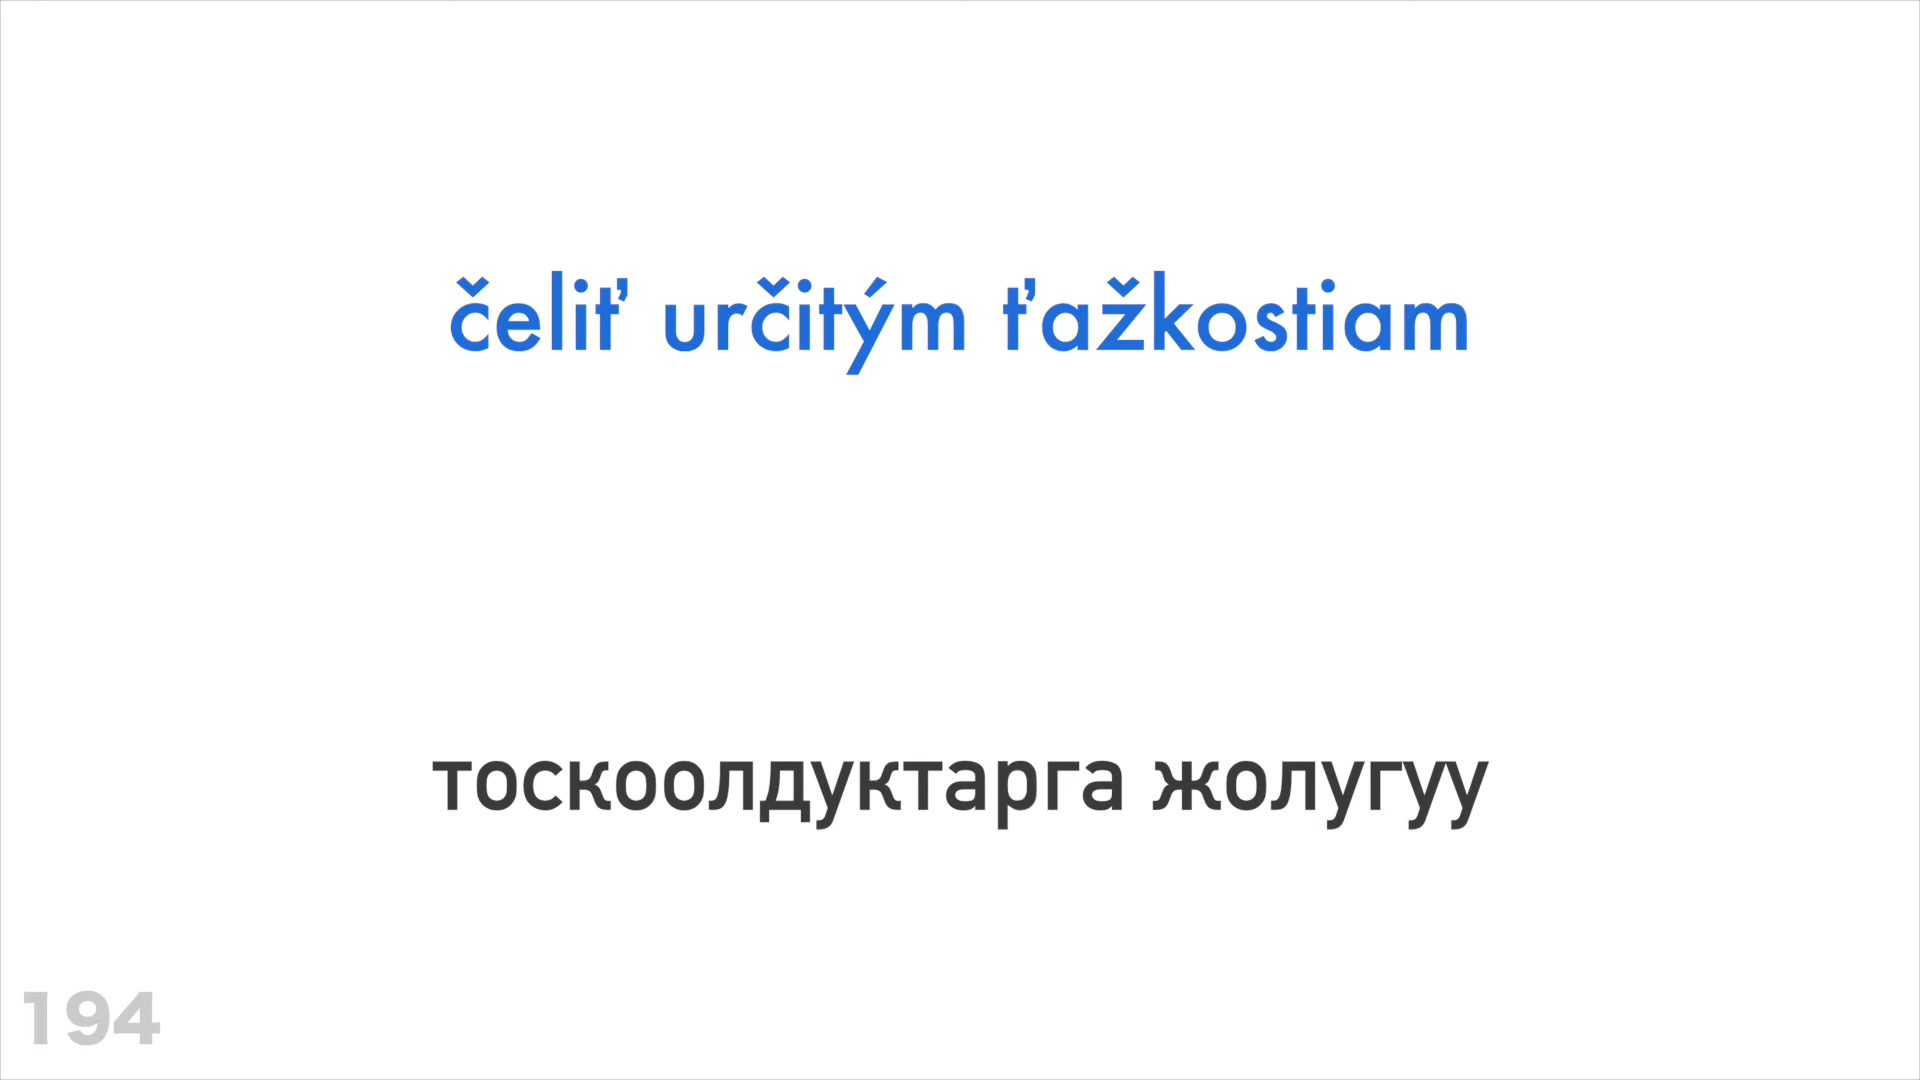 čeliť určitým ťažkostiam
тоскоолдуктарга жолугуу
194